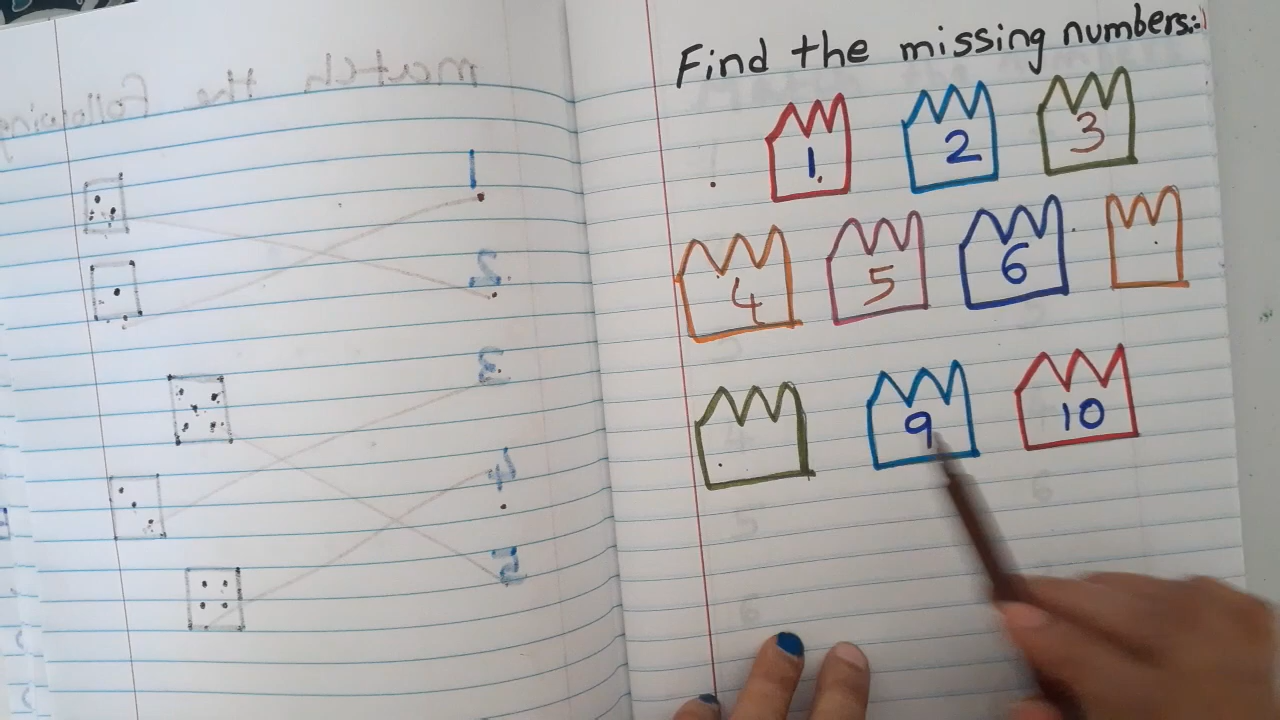 Find the missing numbers:-
1 2 3
4 5 6
9 10
match the following
1
2
3
4
5